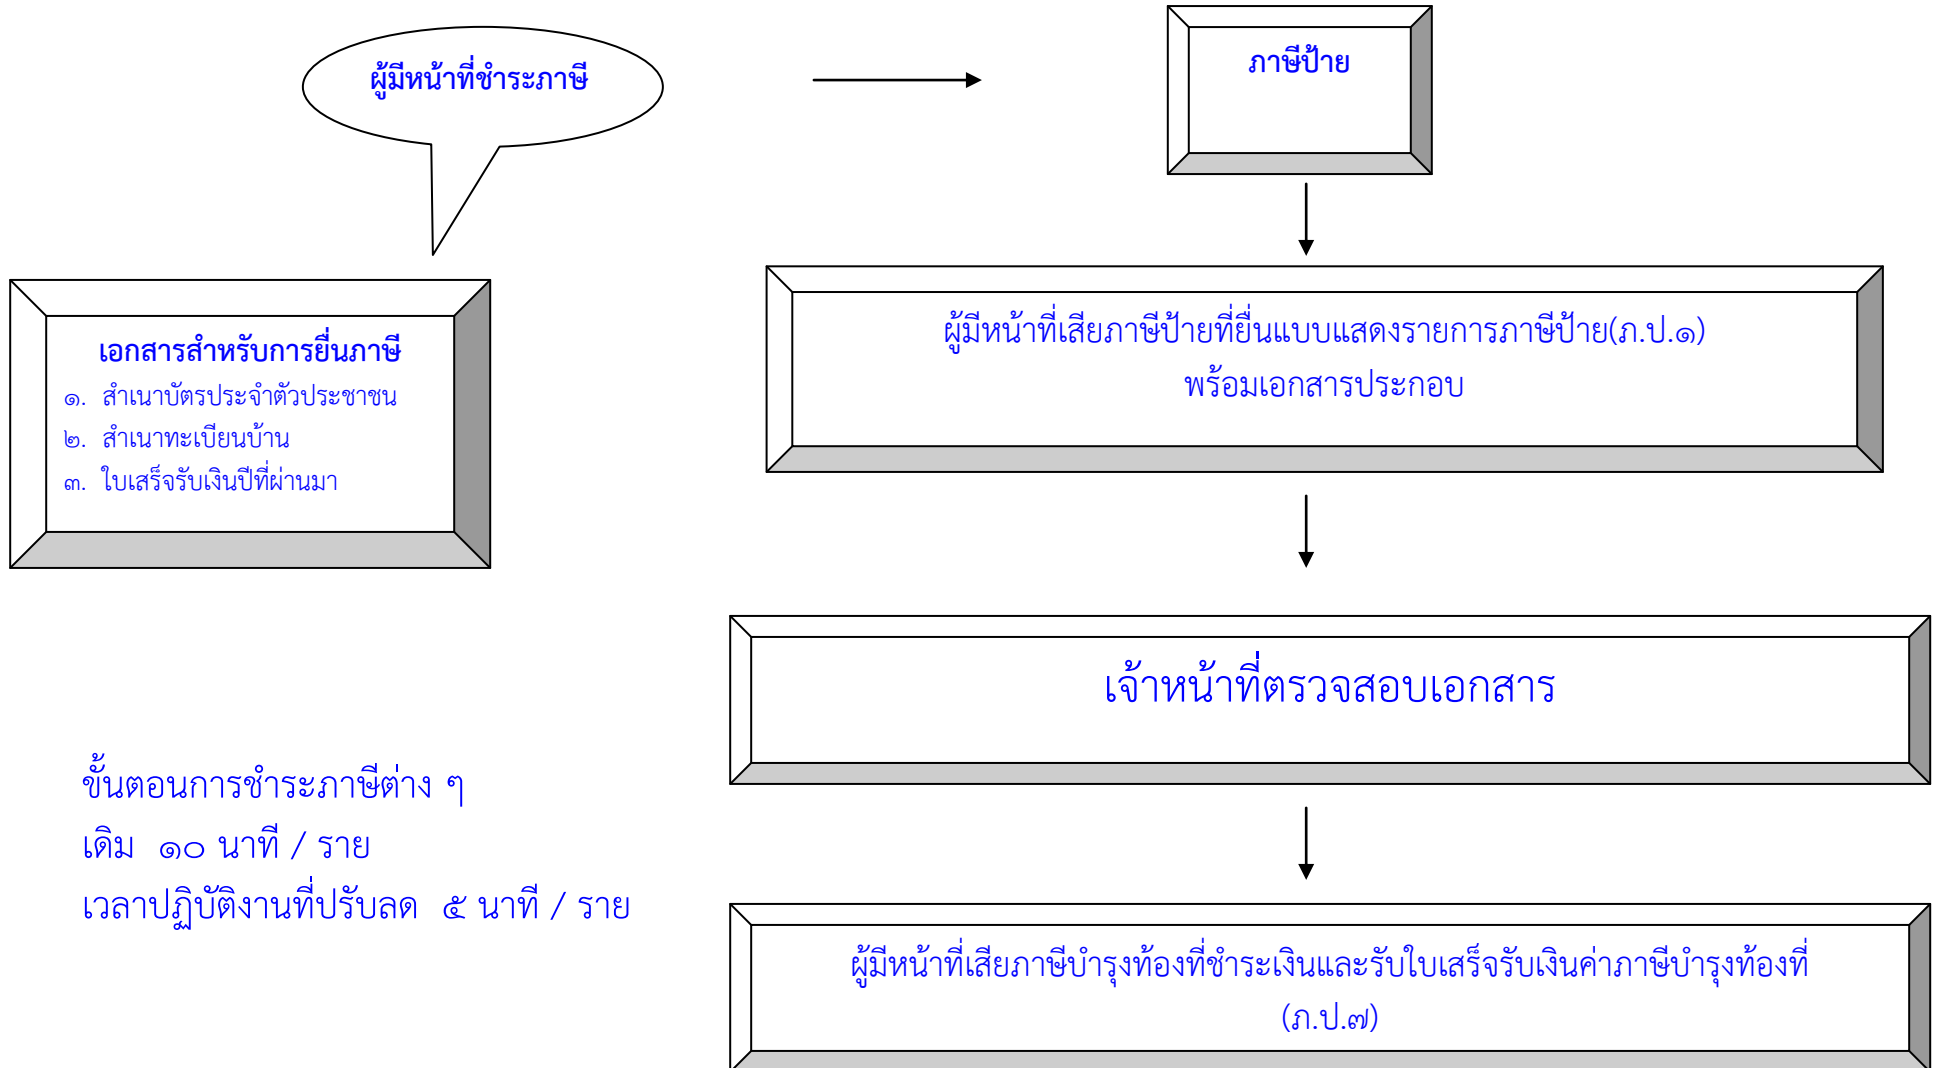 ผู้มีหน้าที่ชำระภาษี
ภาษีป้าย
เอกสารสำหรับการยื่นภาษี
๑. สำเนาบัตรประจำตัวประชาชน
๒. สำเนาทะเบียนบ้าน
๓. ใบเสร็จรับเงินปีที่ผ่านมา
ผู้มีหน้าที่เสียภาษีป้ายที่ยื่นแบบแสดงรายการภาษีป้าย(ภ.ป.๑)
พร้อมเอกสารประกอบ
เจ้าหน้าที่ตรวจสอบเอกสาร
ขั้นตอนการชำระภาษีต่าง ๆ
เดิม ๑๐ นาที / ราย
เวลาปฏิบัติงานที่ปรับลด ๕ นาที / ราย
ผู้มีหน้าที่เสียภาษีบำรุงท้องที่ชำระเงินและรับใบเสร็จรับเงินค่าภาษีบำรุงท้องที่
(ภ.ป.๗)